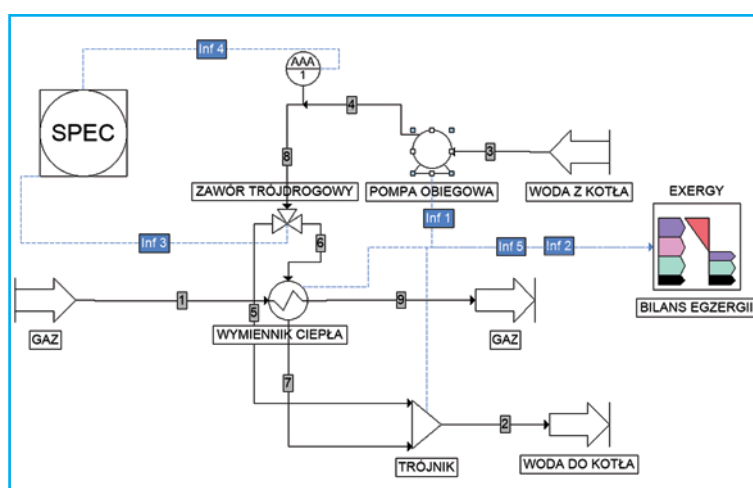 Inf 4
AAA
1
SPEC
4
8
3
ZAWÓR TRÓJDROGOWY
POMPA OBIEGOWA
WODA Z KOTŁA
EXERGY
Inf 1
Inf 3
6
Inf 5
Inf 2
1
5
9
BILANS EGZERGII
GAZ
WYMIENNIK CIEPŁA
GAZ
7
2
TRÓJNIK
WODA DO KOTŁA